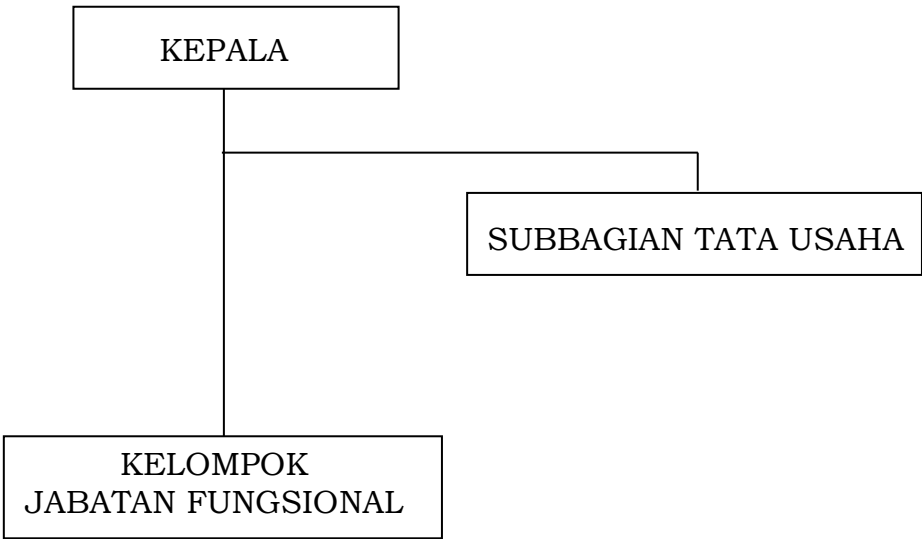 KEPALA
SUBBAGIAN TATA USAHA
KELOMPOK
JABATAN FUNGSIONAL